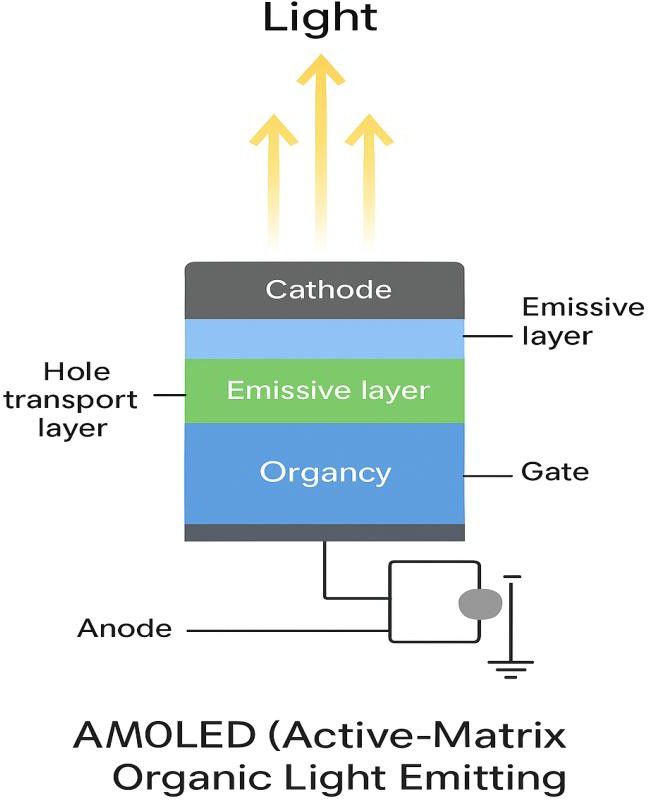 Light
Cathode
Emissive
layer
Hole
transport
layer
Emissive layer
Organcy
Gate
Anode
AMOLED (Active-Matrix
Organic Light Emitting